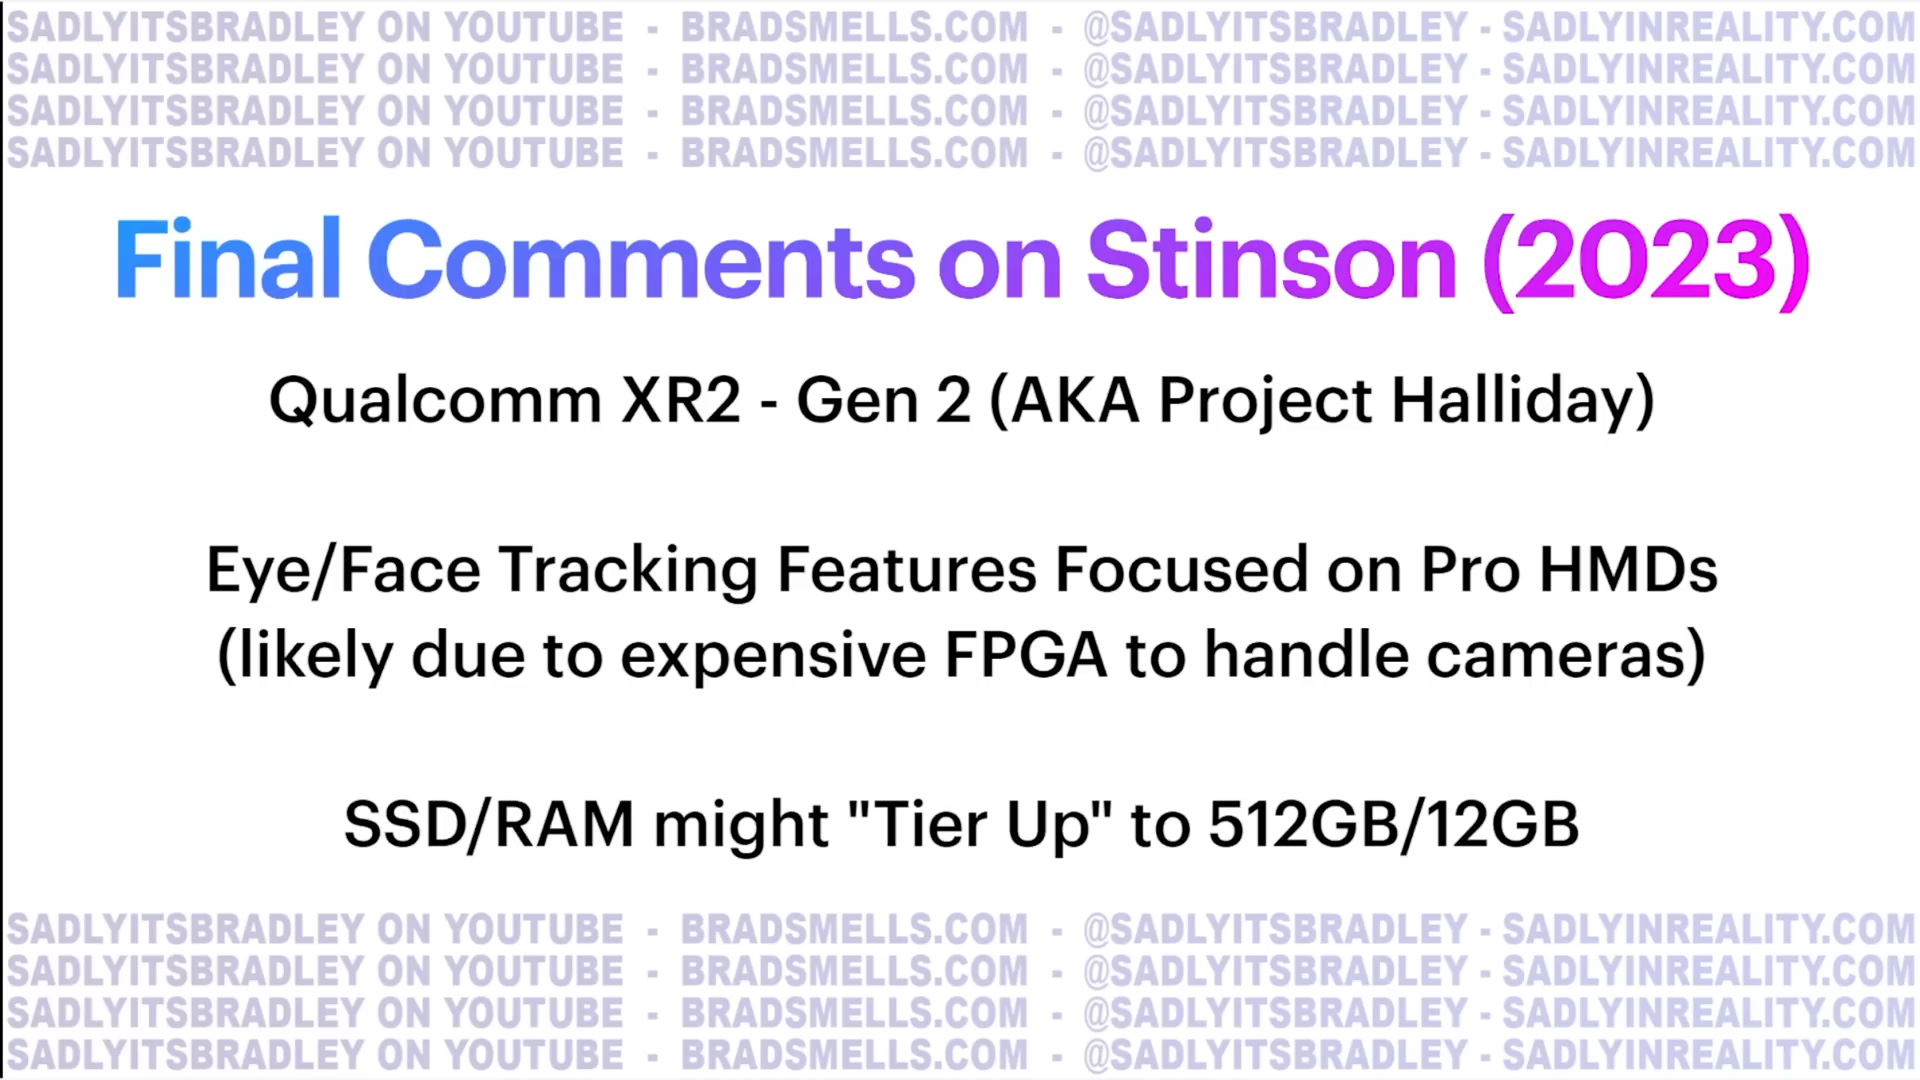 SADLYITSBRADLEY ON YOUTUBE - BRADSMELLS.COM - @SADLYITSBRADLEY - SADLYINREALITY.COM
SADLYITSBRADLEY ON YOUTUBE - BRADSMELLS.COM - @SADLYITSBRADLEY - SADLYINREALITY.COM
SADLYITSBRADLEY ON YOUTUBE - BRADSMELLS.COM - @SADLYITSBRADLEY - SADLYINREALITY.COM
SADLYITSBRADLEY ON YOUTUBE - BRADSMELLS.COM - @SADLYITSBRADLEY - SADLYINREALITY.COM
Final Comments on Stinson (2023)
Qualcomm XR2 - Gen 2 (AKA Project Halliday)
Eye/Face Tracking Features Focused on Pro HMDs
(likely due to expensive FPGA to handle cameras)
SSD/RAM might "Tier Up" to 512GB/12GB
SADLYITSBRADLEY ON YOUTUBE - BRADSMELLS.COM - @SADLYITSBRADLEY - SADLYINREALITY.COM
SADLYITSBRADLEY ON YOUTUBE - BRADSMELLS.COM - @SADLYITSBRADLEY - SADLYINREALITY.COM
SADLYITSBRADLEY ON YOUTUBE - BRADSMELLS.COM - @SADLYITSBRADLEY - SADLYINREALITY.COM
SADLYITSBRADLEY ON YOUTUBE - BRADSMELLS.COM - @SADLYITSBRADLEY - SADLYINREALITY.COM